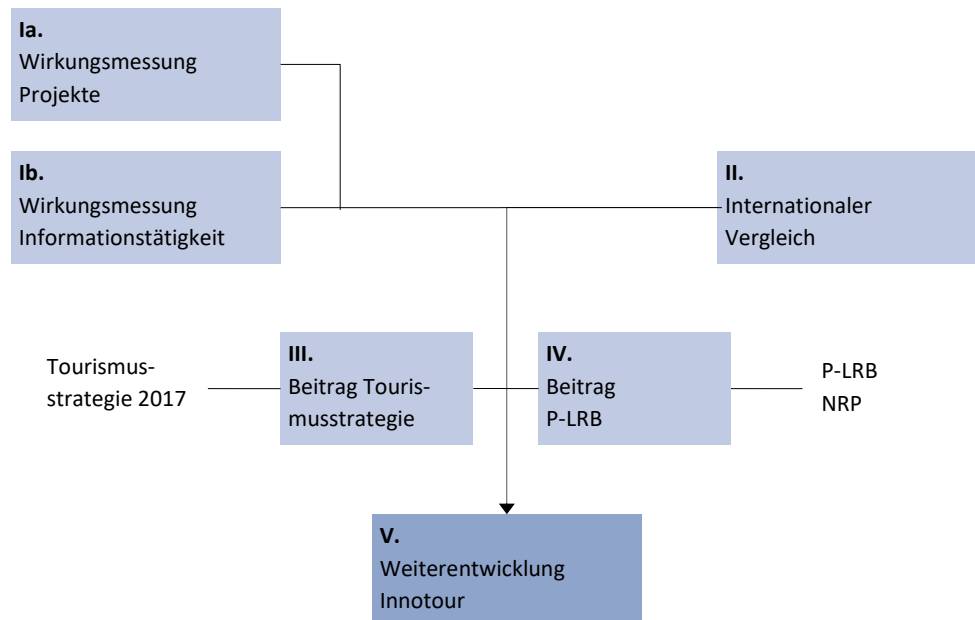 Ia.
Wirkungsmessung
Projekte
Ib.
Wirkungsmessung
Informationstätigkeit
II.
Internationaler
Vergleich
Tourismus-
strategie 2017
III.
Beitrag Touris-
musstrategie
IV.
Beitrag
P-LRB
P-LRB
NRP
V.
Weiterentwicklung
Innotour